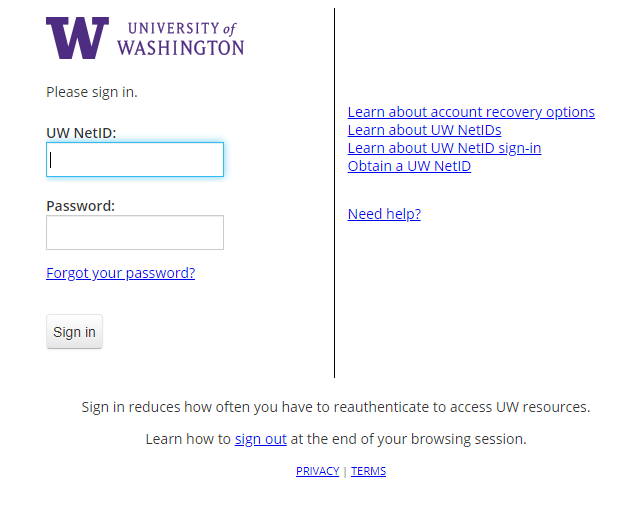 W UNIVERSITY of
WASHINGTON
Please sign in.
UW NetID:
Password:
Forgot your password?
Sign in
Learn about account recovery options
Learn about UW NetIDs
Learn about UW NetID sign-in
Obtain a UW NetID
Need help?
Sign in reduces how often you have to reauthenticate to access UW resources.
Learn how to sign out at the end of your browsing session.
PRIVACY | TERMS